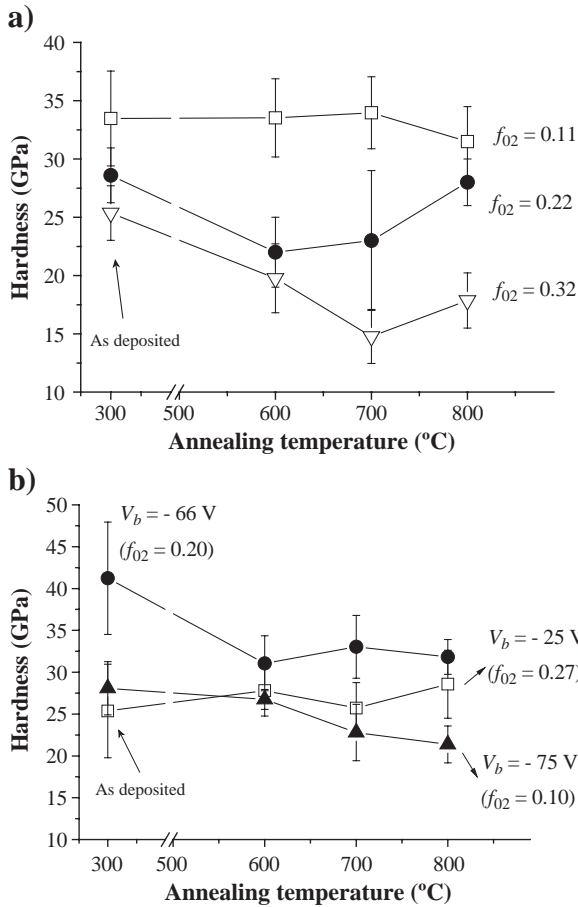 a)
40
35
30
25
20
15
10
Hardness (GPa)
f02 = 0.11
f02 = 0.22
f02 = 0.32
As deposited
300 500 600 700 800
Annealing temperature (ºC)
b)
50
45
40
35
30
25
20
15
10
Hardness (GPa)
Vb = - 66 V
(f02 = 0.20)
Vb = - 25 V
(f02 = 0.27)
Vb = - 75 V
(f02 = 0.10)
As deposited
300 500 600 700 800
Annealing temperature (ºC)